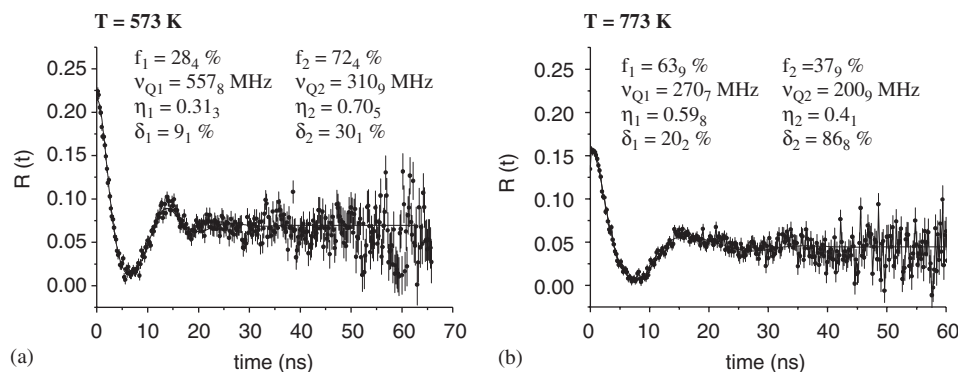 T = 573 K
f₁ = 28₄ % f₂ = 72₄ %
ν_Q1 = 557₈ MHz ν_Q2 = 310₉ MHz
η₁ = 0.31₃ η₂ = 0.70₅
δ₁ = 9₁ % δ₂ = 30₁ %
R (t)
0.25
0.20
0.15
0.10
0.05
0.00
0 10 20 30 40 50 60 70
time (ns)
(a)
T = 773 K
f₁ = 63₉ % f₂ = 37₉ %
ν_Q1 = 270₇ MHz ν_Q2 = 200₉ MHz
η₁ = 0.59₈ η₂ = 0.4₁
δ₁ = 20₂ % δ₂ = 86₈ %
R (t)
0.25
0.20
0.15
0.10
0.05
0.00
0 10 20 30 40 50 60
time (ns)
(b)